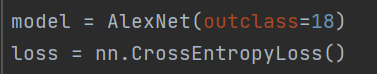 model = AlexNet(outclass=18)
loss = nn.CrossEntropyLoss()